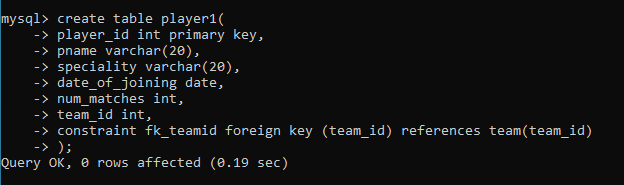 mysql> create table player1(
    -> player_id int primary key,
    -> pname varchar(20),
    -> speciality varchar(20),
    -> date_of_joining date,
    -> num_matches int,
    -> team_id int,
    -> constraint fk_teamid foreign key (team_id) references team(team_id)
    -> );
Query OK, 0 rows affected (0.19 sec)